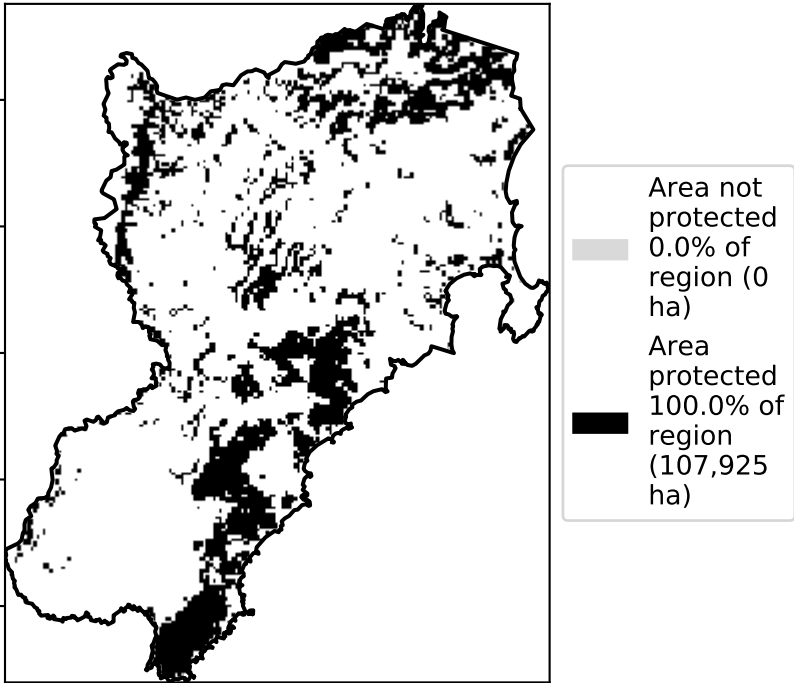 Area not
protected
0.0% of
region (0
ha)
Area
protected
100.0% of
region
(107,925
ha)